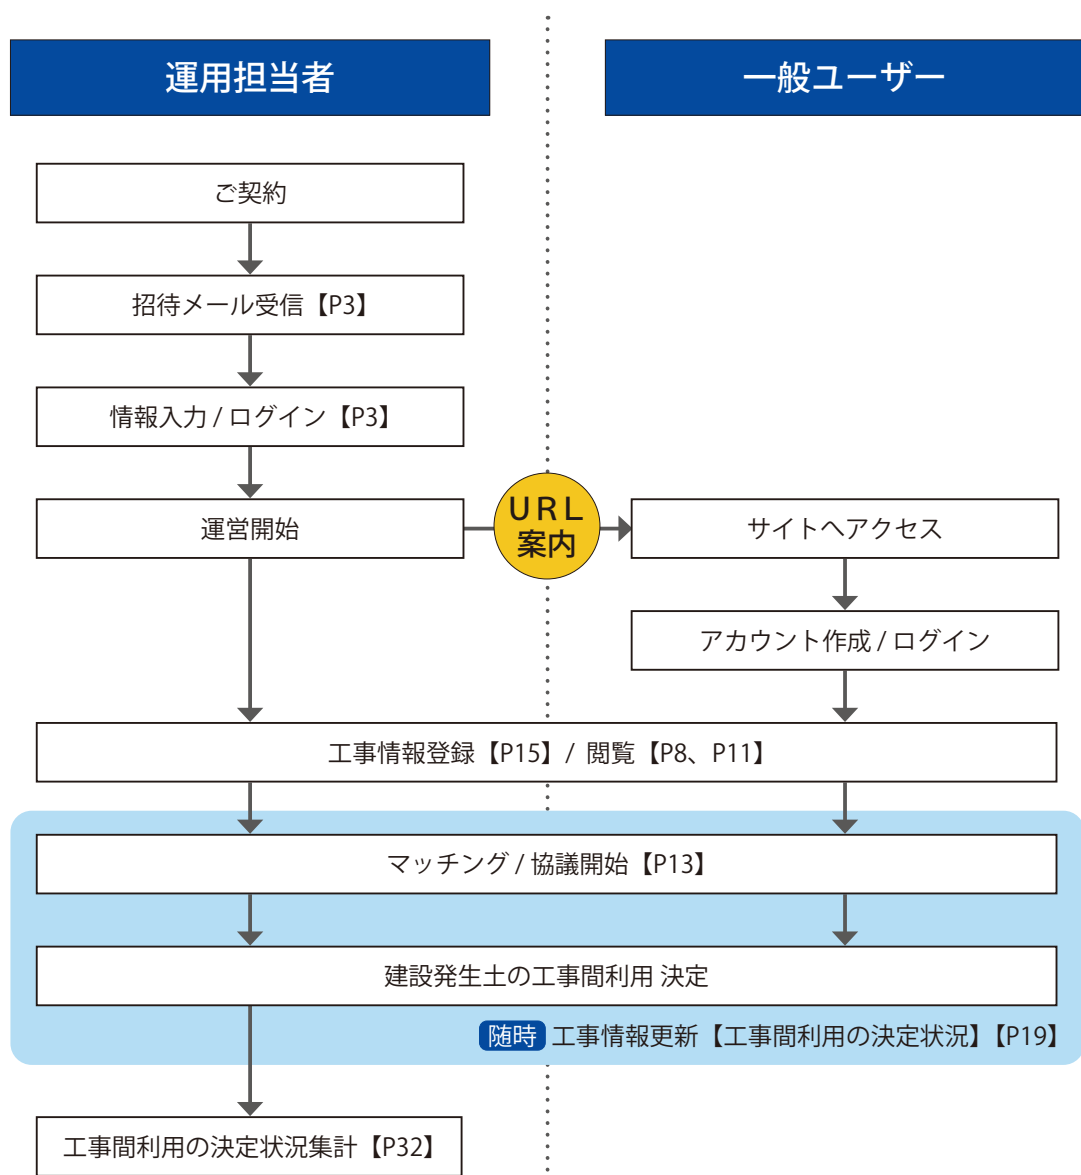 運用担当者
一般ユーザー
ご契約
招待メール受信【P3】
情報入力 / ログイン【P3】
運営開始
URL
案内
サイトへアクセス
アカウント作成 / ログイン
工事情報登録【P15】/ 閲覧【P8、P11】
マッチング / 協議開始【P13】
建設発生土の工事間利用 決定
随時 工事情報更新【工事間利用の決定状況】【P19】
工事間利用の決定状況集計【P32】